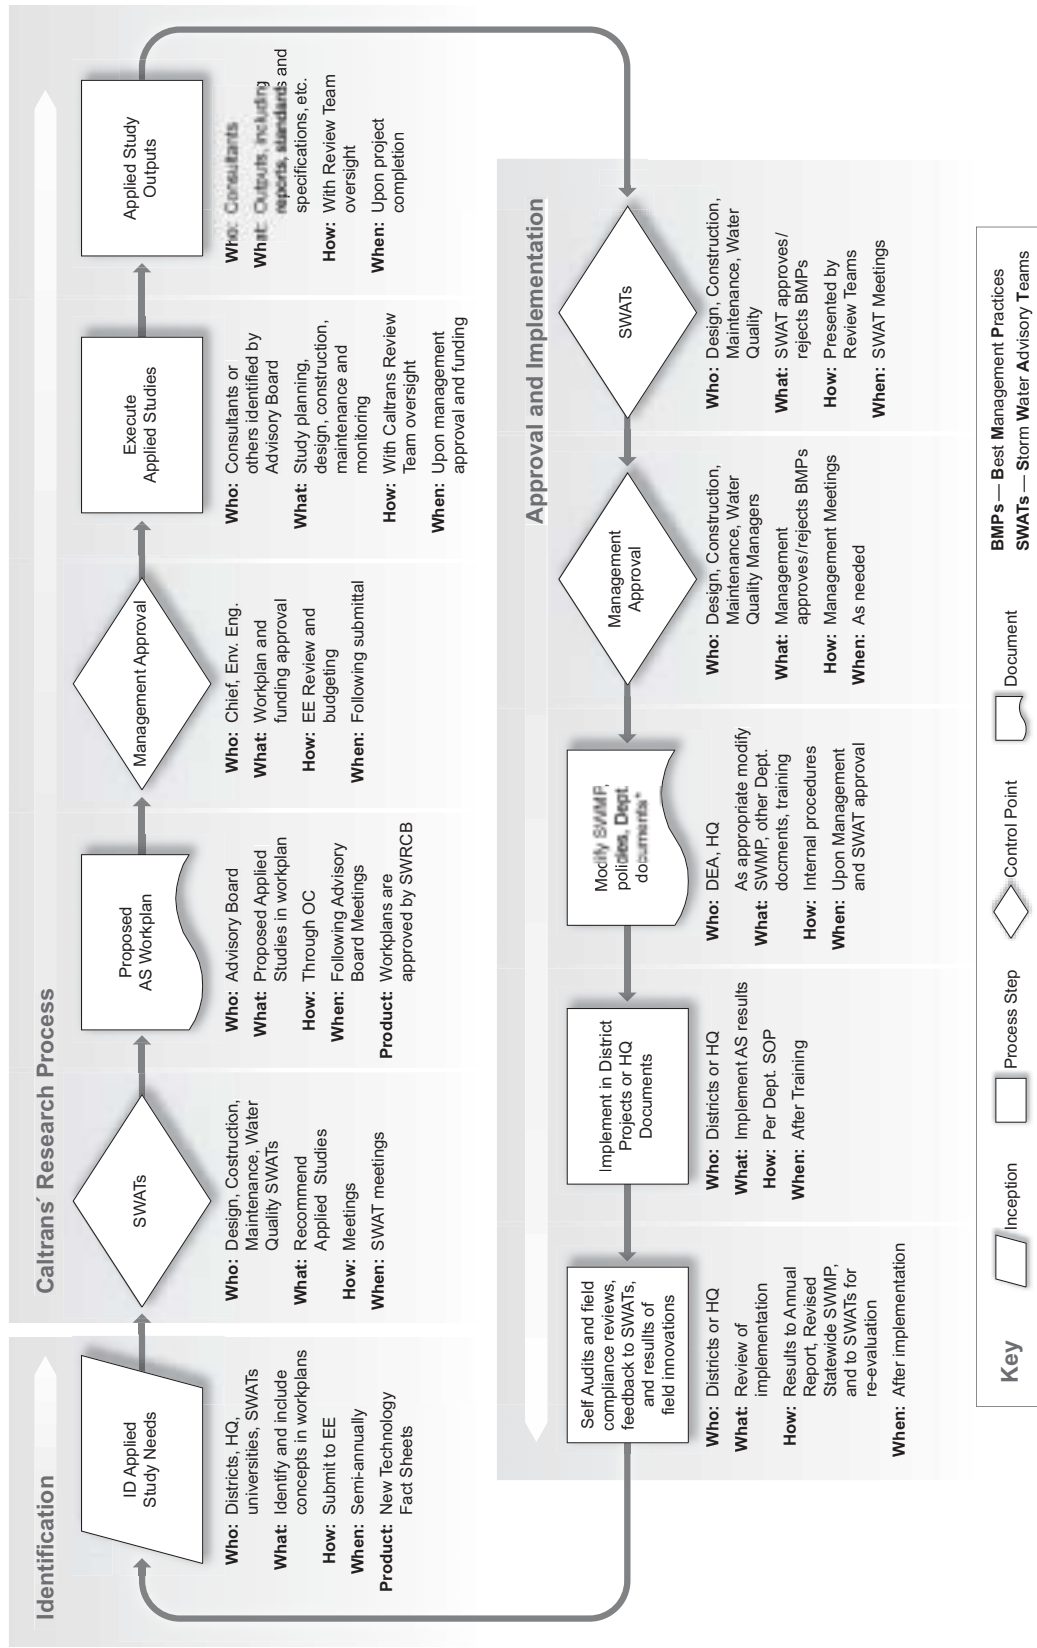 Identification
Caltrans´ Research Process
ID Applied
Study Needs
Who: Districts, HQ,
universities, SWATs
What: Identify and include
concepts in workplans
How: Submit to EE
When: Semi-annually
Product: New Technology
Fact Sheets
SWATs
Who: Design, Costruction,
Maintenance, Water
Quality SWATs
What: Recommend
Applied Studies
How: Meetings
When: SWAT meetings
Proposed
AS Workplan
Who: Advisory Board
What: Proposed Applied
Studies in workplan
How: Through OC
When: Following Advisory
Board Meetings
Product: Workplans are
approved by SWRCB
Management Approval
Who: Chief, Env. Eng.
What: Workplan and
funding approval
How: EE Review and
budgeting
When: Following submittal
Execute
Applied Studies
Who: Consultants or
others identified by
Advisory Board
What: Study planning,
design, construction,
maintenance and
monitoring
How: With Caltrans Review
Team oversight
When: Upon management
approval and funding
Applied Study
Outputs
Who: Consultants
What: Outputs, including
reports, standards and
specifications, etc.
How: With Review Team
oversight
When: Upon project
completion
Approval and Implementation
Self Audits and field
compliance reviews,
feedback to SWATs,
and resullts of
field innovations
Who: Districts or HQ
What: Review of
implementation
How: Results to Annual
Report, Revised
Statewide SWMP,
and to SWATs for
re-evaluation
When: After implementation
Implement in District
Projects or HQ
Documents
Who: Districts or HQ
What: Implement AS results
How: Per Dept. SOP
When: After Training
Modify SWMP,
policies, Dept.
documents*
Who: DEA, HQ
As appropriate modify
What: SWMP, other Dept.
docments, training
How: Internal procedures
When: Upon Management
and SWAT approval
Management
Approval
Who: Design, Construction,
Maintenance, Water
Quality Managers
What: Management
approves/rejects BMPs
How: Management Meetings
When: As needed
SWATs
Who: Design, Construction,
Maintenance, Water
Quality
What: SWAT approves/
rejects BMPs
How: Presented by
Review Teams
When: SWAT Meetings
Key
Inception
Process Step
Control Point
Document
BMPs — Best Management Practices
SWATs — Storm Water Advisory Teams